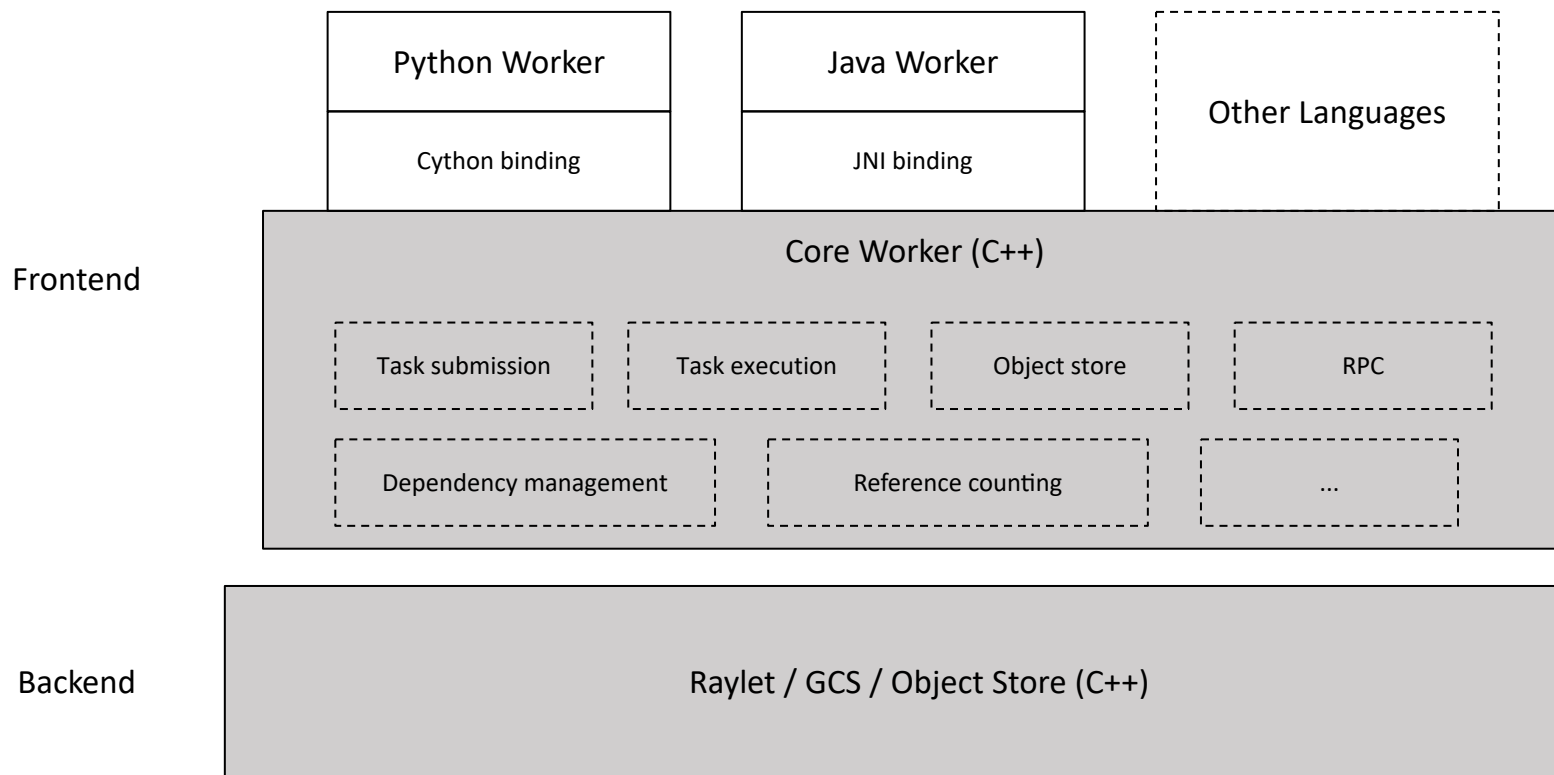 Python Worker
Java Worker
Other Languages
Cython binding
JNI binding
Frontend
Core Worker (C++)
Task submission
Task execution
Object store
RPC
Dependency management
Reference counting
...
Backend
Raylet / GCS / Object Store (C++)